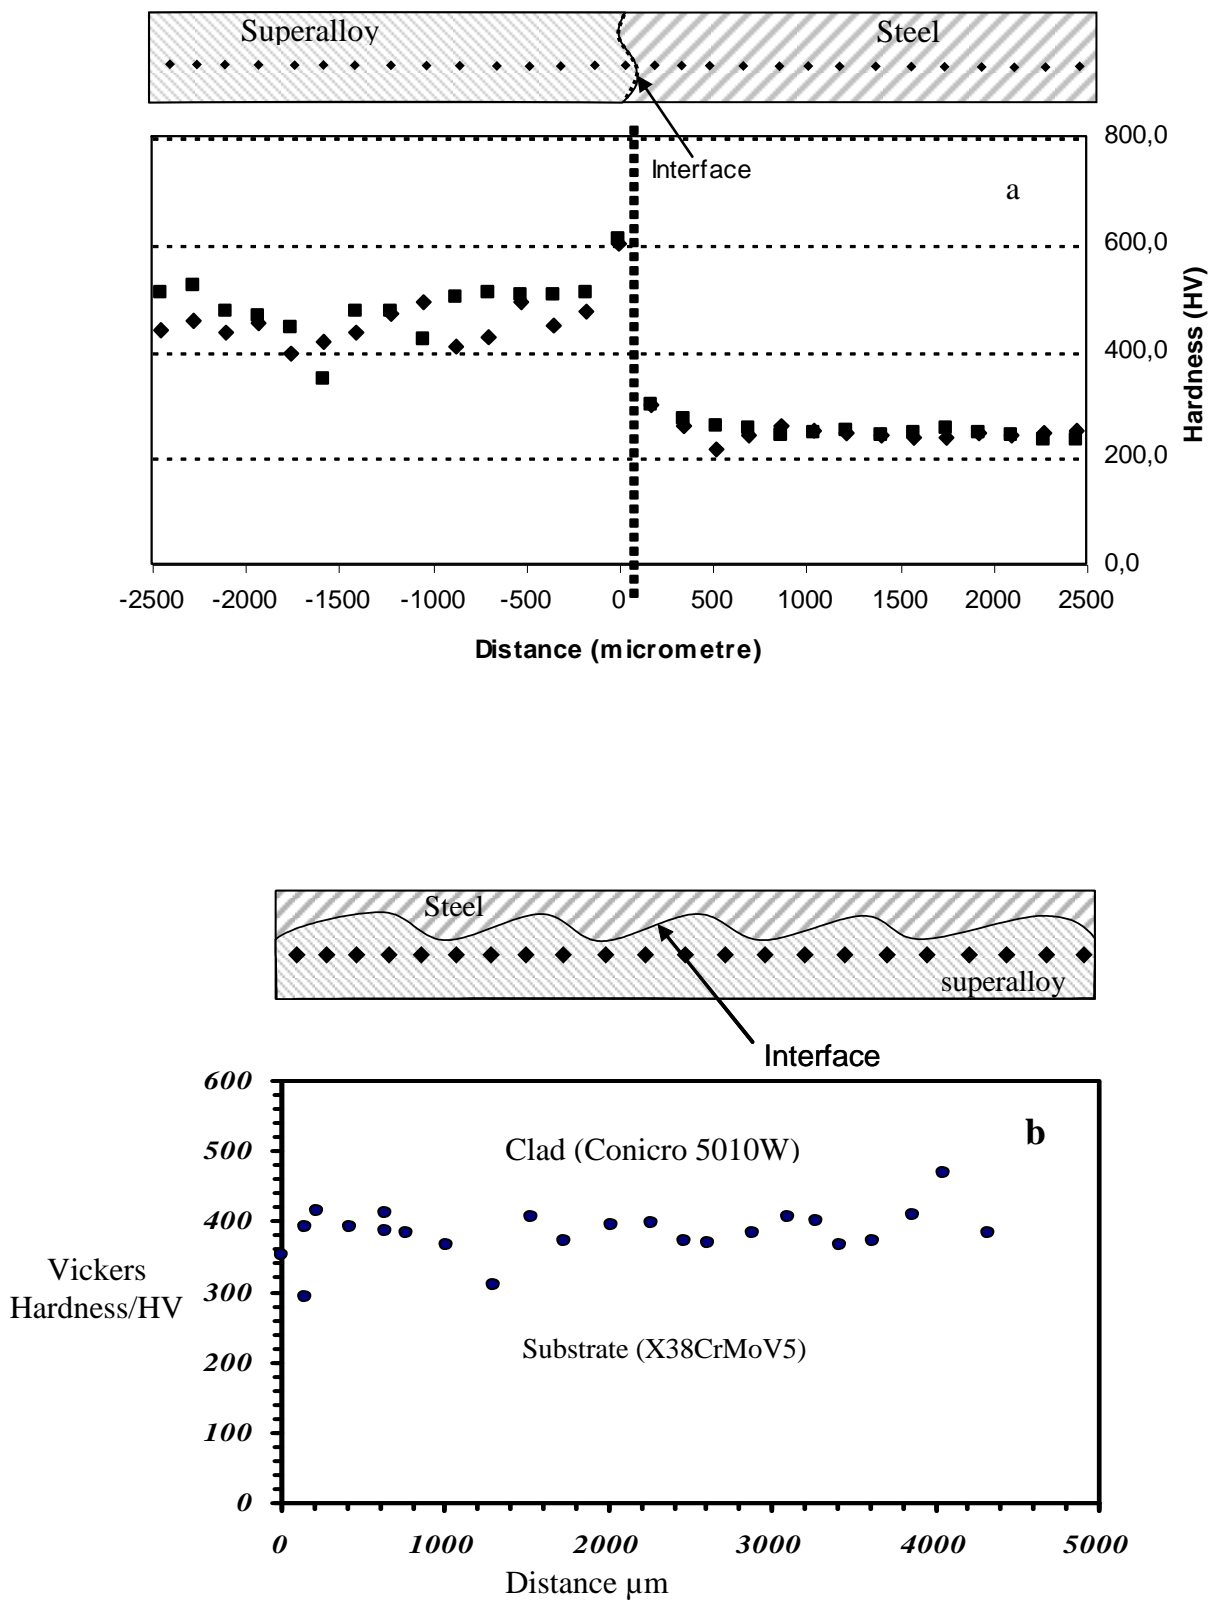 Superalloy Steel
Interface
a
800,0
600,0
400,0
200,0
0,0
Hardness (HV)
-2500 -2000 -1500 -1000 -500 0 500 1000 1500 2000 2500
Distance (micrometre)
Steel
superalloy
Interface
600
500
400
300
200
100
0
b
Clad (Conicro 5010W)
Vickers
Hardness/HV
Substrate (X38CrMoV5)
0 1000 2000 3000 4000 5000
Distance µm